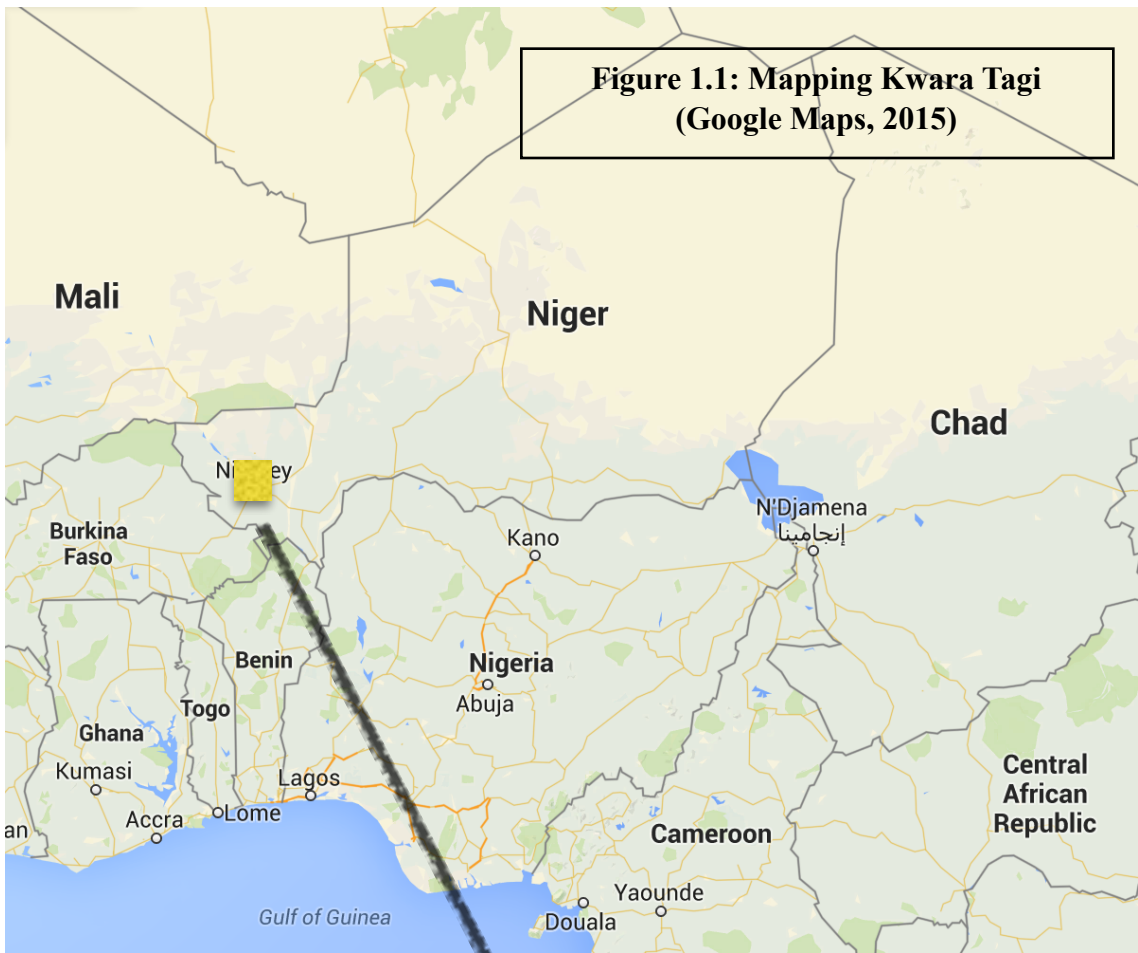 Figure 1.1: Mapping Kwara Tagi
(Google Maps, 2015)
Mali
Niger
Chad
Burkina
Faso
N'Djamena
إنجامينا
Kano
Benin
Nigeria
Abuja
Togo
Ghana
Kumasi
Lagos
Accra
Lome
Central
African
Republic
Cameroon
Yaounde
Douala
Gulf of Guinea
an